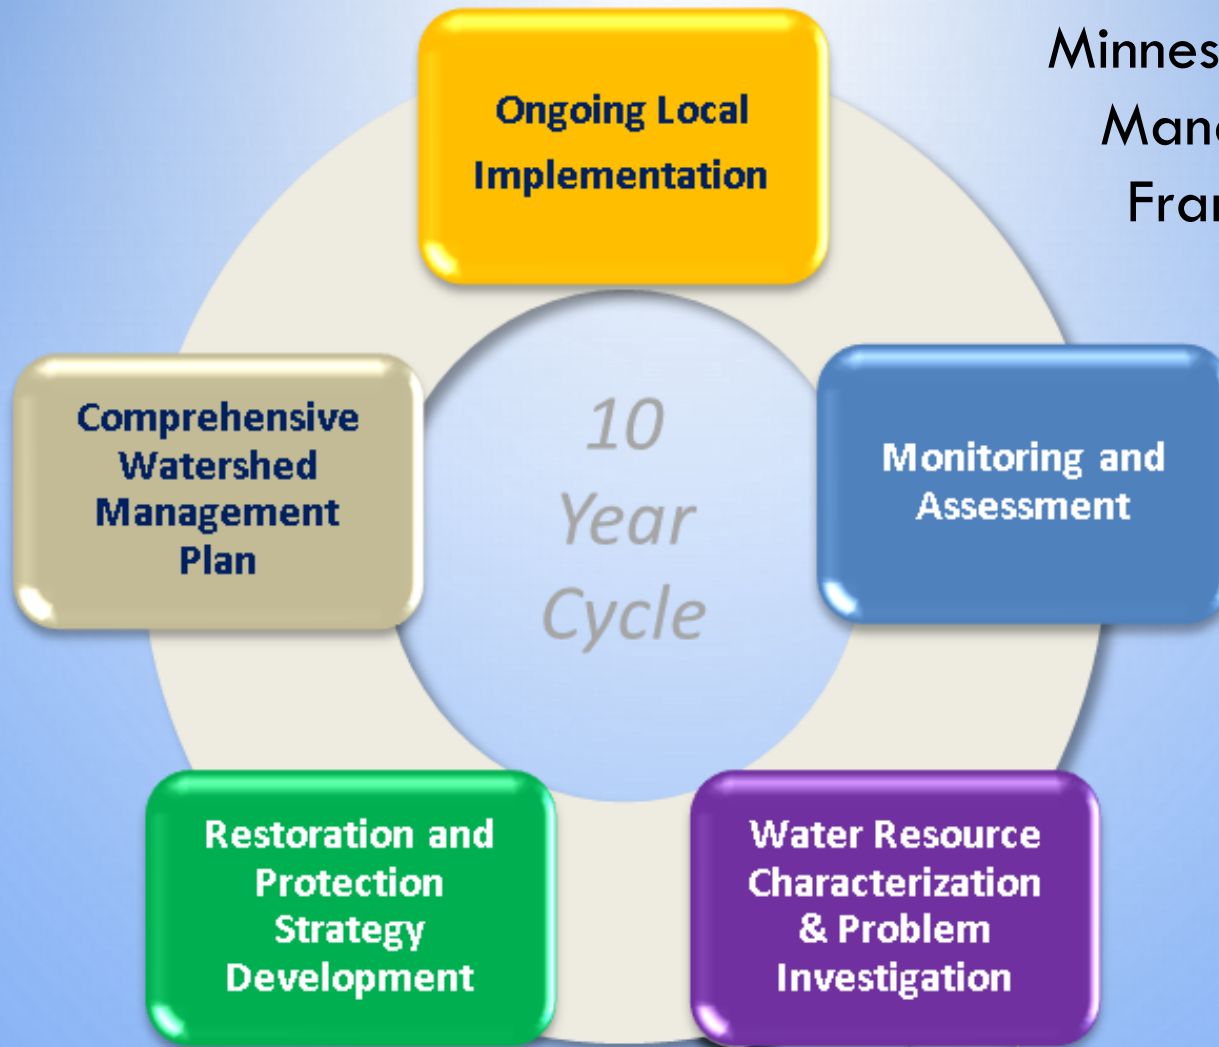 Ongoing Local
Implementation
Monitoring and
Assessment
Water Resource
Characterization
& Problem
Investigation
Restoration and
Protection
Strategy
Development
Comprehensive
Watershed
Management
Plan
10
Year
Cycle